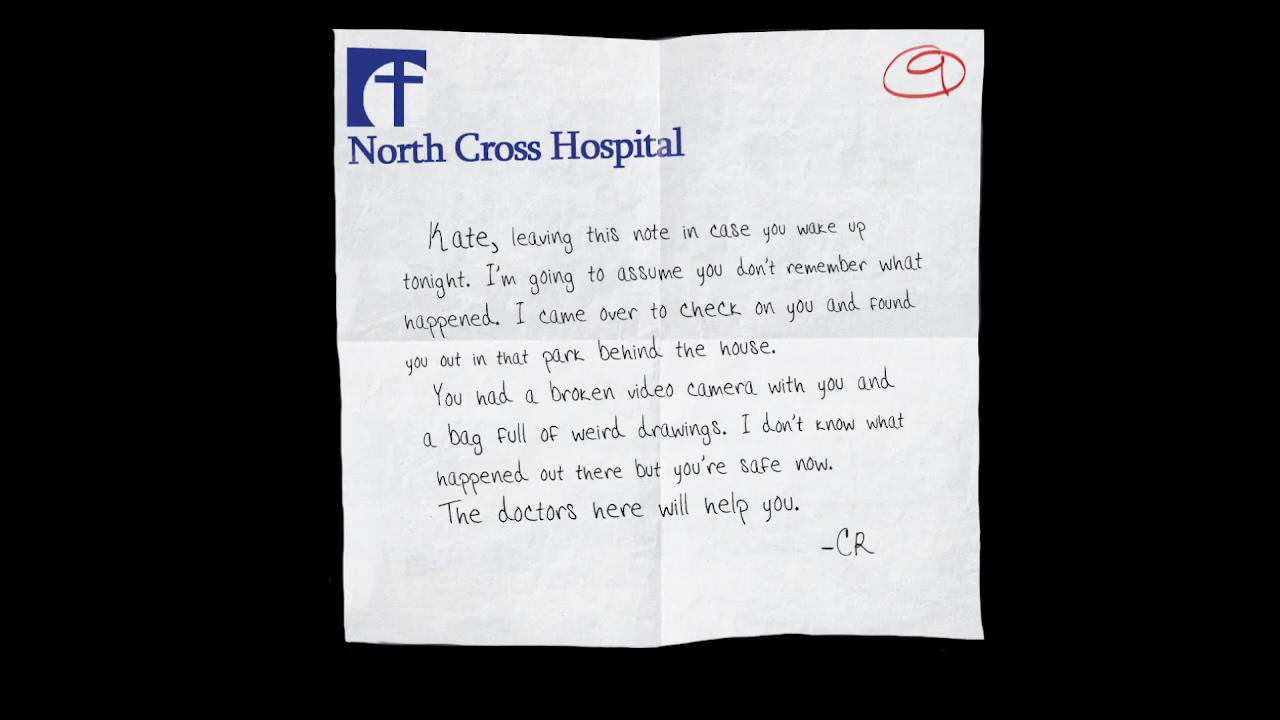 9
North Cross Hospital
Kate, leaving this note in case you wake up
tonight. I'm going to assume you don't remember what
happened. I came over to check on you and found
you out in that park behind the house.
You had a broken video camera with you and
a bag full of weird drawings. I don't know what
happened out there but you're safe now.
The doctors here will help you.
-CR